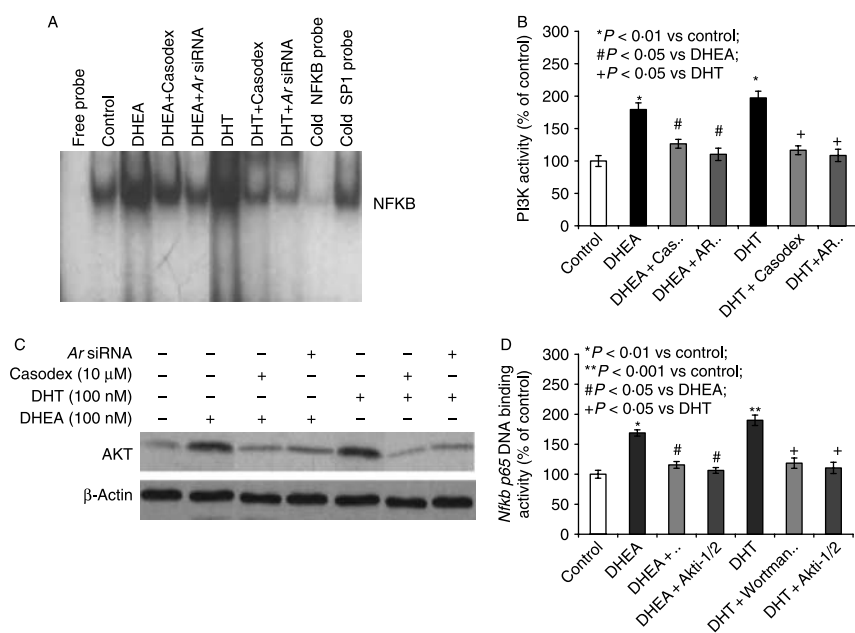 A
Free probe
Control
DHEA
DHEA+Casodex
DHEA+Ar siRNA
DHT
DHT+Casodex
DHT+Ar siRNA
Cold NFKB probe
Cold SP1 probe
NFKB
B
*P < 0·01 vs control;
#P < 0·05 vs DHEA;
+P < 0·05 vs DHT
PI3K activity (% of control)
300
250
200
150
100
50
0
* # # * + +
Control
DHEA
DHEA+Cas..
DHEA+AR..
DHT
DHT+Casodex
DHT+AR..
C
Ar siRNA – – – + – – +
Casodex (10 µM) – – + – – + –
DHT (100 nM) – – – – + + +
DHEA (100 nM) – + + + – – –
AKT
β-Actin
D
*P < 0·01 vs control;
**P < 0·001 vs control;
#P < 0·05 vs DHEA;
+P < 0·05 vs DHT
Nfkb p65 DNA binding
activity (% of control)
300
250
200
150
100
50
0
* # # ** + +
Control
DHEA
DHEA+..
DHEA+Akti-1/2
DHT
DHT+Wortman..
DHT+Akti-1/2